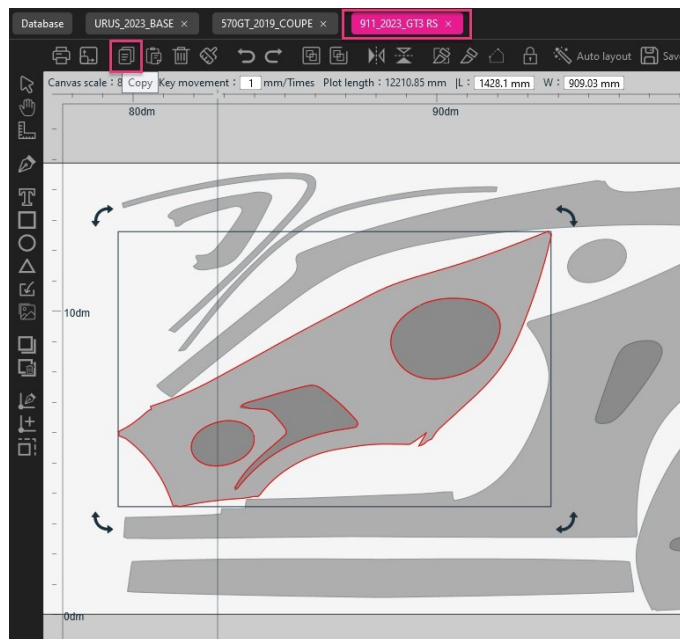 Database URUS_2023_BASE × 570GT_2019_COUPE × 911_2023_GT3 RS ×
Auto layout Save
Canvas scale : 8 Copy Key movement : 1 mm/Times Plot length : 12210.85 mm |L : 1428.1 mm W : 909.03 mm
80dm 90dm
10dm
0dm